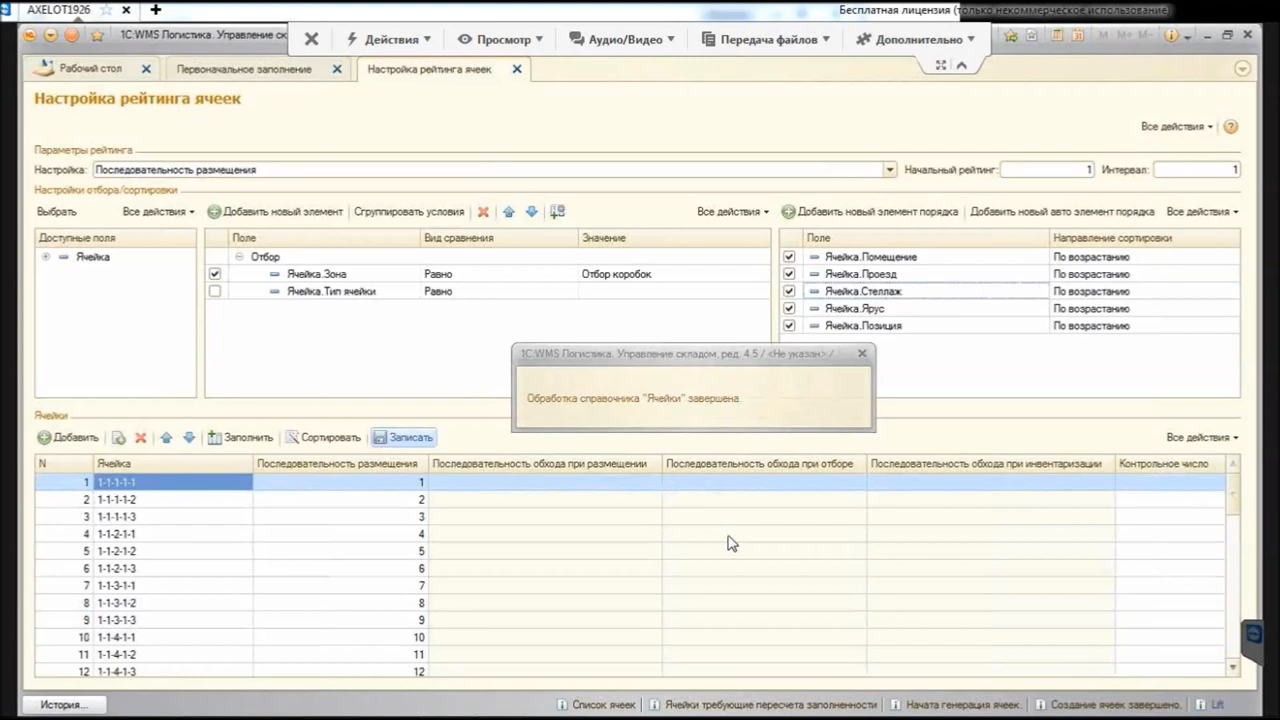 AXELOT1926
Бесплатная лицензия (только некоммерческое использование)
1С:WMS Логистика. Управление ск
Действия Просмотр Аудио/Видео Передача файлов Дополнительно
M M+ M-
Рабочий стол Первоначальное заполнение Настройка рейтинга ячеек
Настройка рейтинга ячеек
Все действия
Параметры рейтинга
Настройка: Последовательность размещения Начальный рейтинг: 1 Интервал: 1
Настройки отбора/сортировки
Выбрать Все действия Добавить новый элемент Сгруппировать условия Все действия Добавить новый элемент порядка Добавить новый авто элемент порядка Все действия
Доступные поля Поле Вид сравнения Значение Поле Направление сортировки
Ячейка Отбор Ячейка.Помещение По возрастанию
Ячейка.Зона Равно Отбор коробок Ячейка.Проезд По возрастанию
Ячейка.Тип ячейки Равно Ячейка.Стеллаж По возрастанию
Ячейка.Ярус По возрастанию
Ячейка.Позиция По возрастанию
1С:WMS Логистика. Управление складом, ред. 4.5 / <Не указан> /
Обработка справочника "Ячейки" завершена.
Ячейки
Добавить Заполнить Сортировать Записать Все действия
N Ячейка Последовательность размещения Последовательность обхода при размещении Последовательность обхода при отборе Последовательность обхода при инвентаризации Контрольное число
1 1-1-1-1-1 1
2 1-1-1-1-2 2
3 1-1-1-1-3 3
4 1-1-2-1-1 4
5 1-1-2-1-2 5
6 1-1-2-1-3 6
7 1-1-3-1-1 7
8 1-1-3-1-2 8
9 1-1-3-1-3 9
10 1-1-4-1-1 10
11 1-1-4-1-2 11
12 1-1-4-1-3 12
История... Список ячеек Ячейки требующие пересчета заполненности Начата генерация ячеек. Создание ячеек завершено. Lift